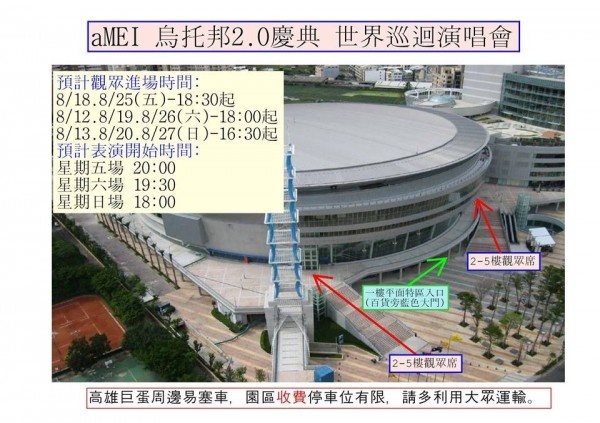 aMEI 烏托邦2.0慶典 世界巡迴演唱會
預計觀眾進場時間:
8/18.8/25(五)-18:30起
8/12.8/19.8/26(六)-18:00起
8/13.8/20.8/27(日)-16:30起
預計表演開始時間:
星期五場 20:00
星期六場 19:30
星期日場 18:00
2-5樓觀眾席
一樓平面特區入口
(百貨旁藍色大門)
2-5樓觀眾席
高雄巨蛋周邊易塞車, 園區收費停車位有限, 請多利用大眾運輸。